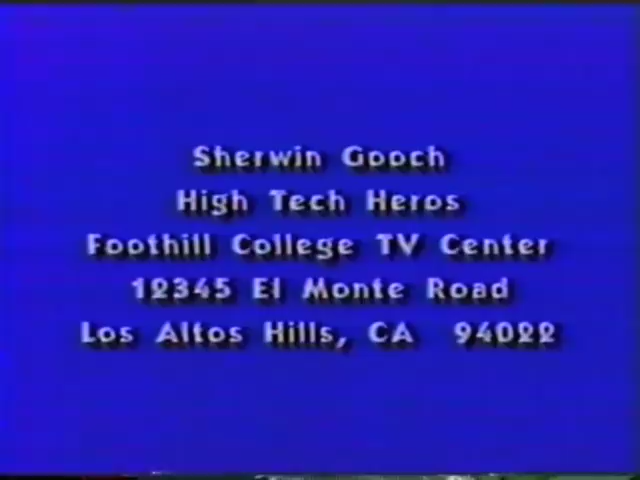 Sherwin Gooch
High Tech Heros
Foothill College TV Center
12345 El Monte Road
Los Altos Hills, CA 94022